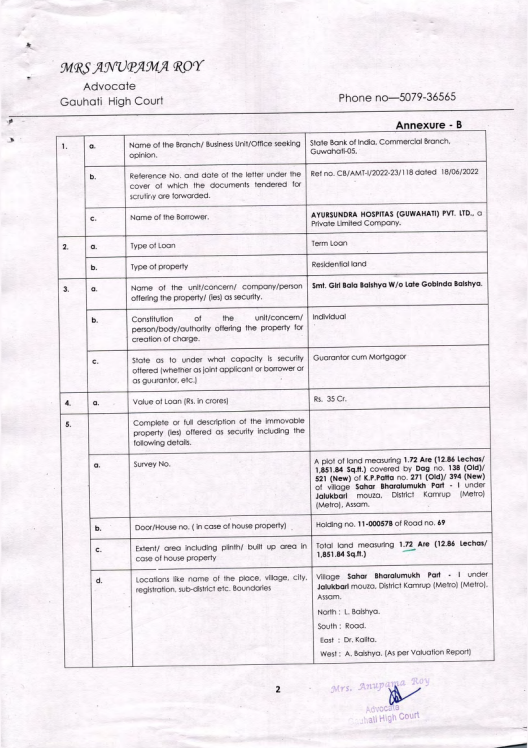 MRS ANUPAMA ROY
Advocate
Gauhati High Court
Phone no—5079-36565
Annexure - B
1. a. Name of the Branch/ Business Unit/Office seeking opinion. State Bank of India, Commercial Branch, Guwahati-05.
b. Reference No. and date of the letter under the cover of which the documents tendered for scrutiny are forwarded. Ref no. CB/AMT-I/2022-23/118 dated 18/06/2022
c. Name of the Borrower. AYURSUNDRA HOSPITAS (GUWAHATI) PVT. LTD., a Private Limited Company.
2. a. Type of Loan Term Loan
b. Type of property Residential land
3. a. Name of the unit/concern/ company/person offering the property/ (ies) as security. Smt. Giri Bala Baishya W/o Late Gobinda Baishya.
b. Constitution of the unit/concern/ person/body/authority offering the property for creation of charge. Individual
c. State as to under what capacity is security offered (whether as joint applicant or borrower or as guurantor, etc.) Guarantor cum Mortgagor
4. a. Value of Loan (Rs. in crores) Rs. 35 Cr.
5. Complete or full description of the immovable property (ies) offered as security including the following details.
a. Survey No. A plot of land measuring 1.72 Are (12.86 Lechas/ 1,851.84 Sq.ft.) covered by Dag no. 138 (Old)/ 521 (New) of K.P.Patta no. 271 (Old)/ 394 (New) of village Sahar Bharalumukh Part - I under Jalukbari mouza, District Kamrup (Metro) (Metro), Assam.
b. Door/House no. ( in case of house property) Holding no. 11-000578 of Road no. 69
c. Extent/ area including plinth/ built up area in case of house property Total land measuring 1.72 Are (12.86 Lechas/ 1,851.84 Sq.ft.)
d. Locations like name of the place, village, city, registration, sub-district etc. Boundaries Village Sahar Bharalumukh Part - I under Jalukbari mouza, District Kamrup (Metro) (Metro), Assam.
North : L. Baishya.
South : Road.
East : Dr. Kalita.
West : A. Baishya. (As per Valuation Report)
2
Mrs. Anupama Roy
Advocate
Gauhati High Court